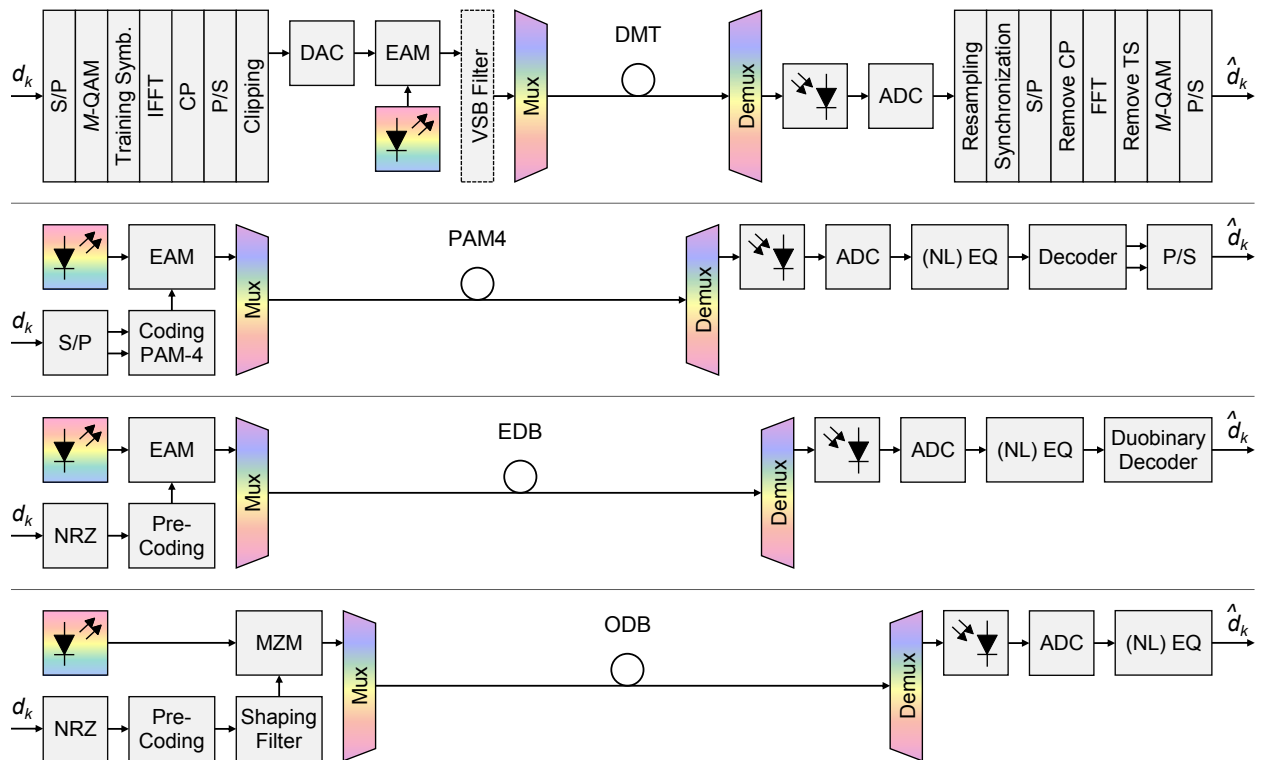 DMT
d_k
S/P
M-QAM
Training Symb.
IFFT
CP
P/S
Clipping
DAC
EAM
VSB Filter
Mux
Demux
ADC
Resampling
Synchronization
S/P
Remove CP
FFT
Remove TS
M-QAM
P/S
d̂_k
PAM4
EAM
d_k
S/P
Coding
PAM-4
Mux
Demux
ADC
(NL) EQ
Decoder
P/S
d̂_k
EDB
EAM
d_k
NRZ
Pre-
Coding
Mux
Demux
ADC
(NL) EQ
Duobinary
Decoder
d̂_k
ODB
MZM
d_k
NRZ
Pre-
Coding
Shaping
Filter
Mux
Demux
ADC
(NL) EQ
d̂_k